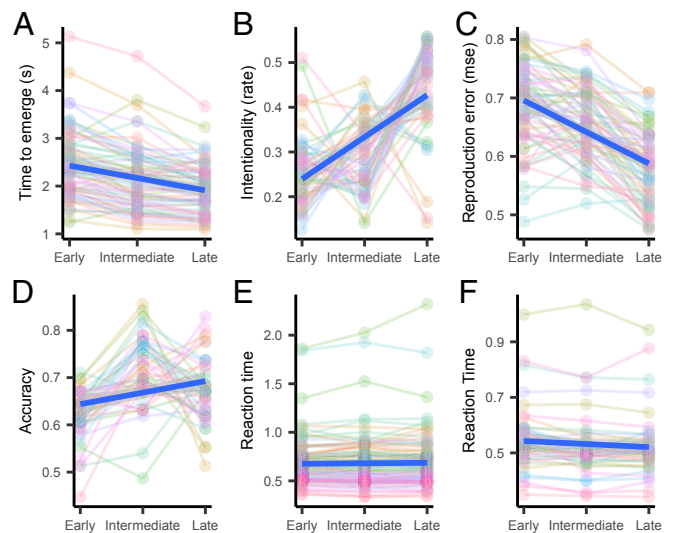 A
Time to emerge (s)
5
4
3
2
1
Early Intermediate Late
B
Intentionality (rate)
0.5
0.4
0.3
0.2
Early Intermediate Late
C
Reproduction error (mse)
0.8
0.7
0.6
0.5
Early Intermediate Late
D
Accuracy
0.8
0.7
0.6
0.5
Early Intermediate Late
E
Reaction time
2.0
1.5
1.0
0.5
Early Intermediate Late
F
Reaction Time
0.9
0.7
0.5
Early Intermediate Late